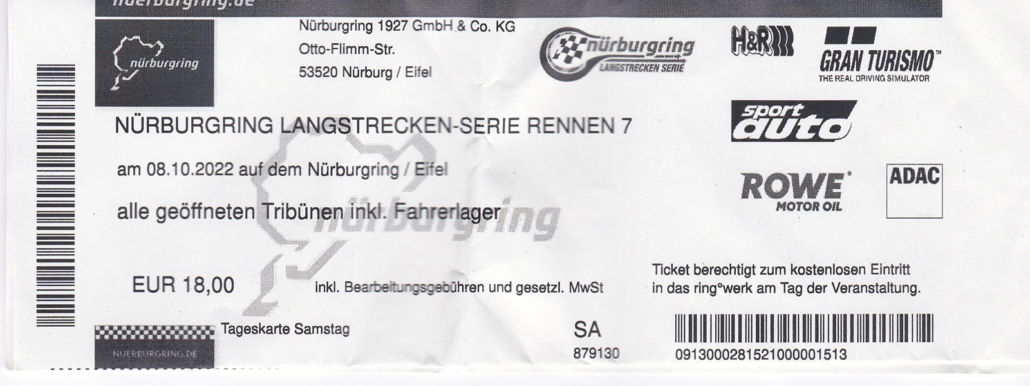 nuerburgring.de
nürburgring
Nürburgring 1927 GmbH & Co. KG
Otto-Flimm-Str.
53520 Nürburg / Eifel
nürburgring
LANGSTRECKEN SERIE
H&R
GRAN TURISMO™
THE REAL DRIVING SIMULATOR
NÜRBURGRING LANGSTRECKEN-SERIE RENNEN 7
sport
auto
am 08.10.2022 auf dem Nürburgring / Eifel
ROWE®
MOTOR OIL
ADAC
alle geöffneten Tribünen inkl. Fahrerlager
nürburgring
EUR 18,00
inkl. Bearbeitungsgebühren und gesetzl. MwSt
Ticket berechtigt zum kostenlosen Eintritt
in das ring°werk am Tag der Veranstaltung.
Tageskarte Samstag
SA
879130
NUERBURGRING.DE
0913000281521000001513